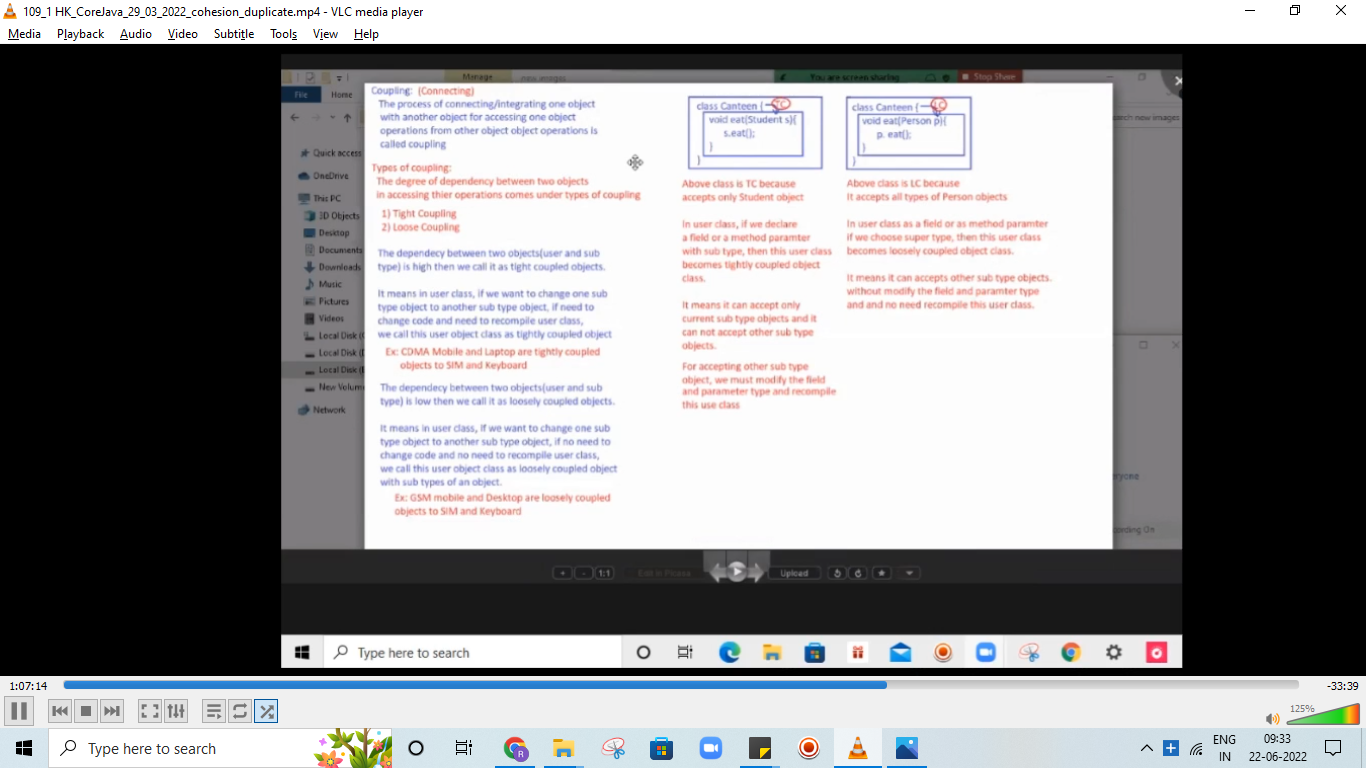 109_1 HK_CoreJava_29_03_2022_cohesion_duplicate.mp4 - VLC media player
Media Playback Audio Video Subtitle Tools View Help
Manage
new images
You are screen sharing
Stop Share
File Home
Quick access
OneDrive
This PC
3D Objects
Desktop
Documents
Downloads
Music
Pictures
Videos
Local Disk (
Local Disk (
Local Disk (
New Volum
Network
Coupling: (Connecting)
The process of connecting/integrating one object
with another object for accessing one object
operations from other object object operations is
called coupling
Types of coupling:
The degree of dependency between two objects
in accessing thier operations comes under types of coupling
1) Tight Coupling
2) Loose Coupling
The dependecy between two objects(user and sub
type) is high then we call it as tight coupled objects.
It means in user class, if we want to change one sub
type object to another sub type object, if need to
change code and need to recompile user class,
we call this user object class as tightly coupled object
Ex: CDMA Mobile and Laptop are tightly coupled
objects to SIM and Keyboard
The dependecy between two objects(user and sub
type) is low then we call it as loosely coupled objects.
It means in user class, if we want to change one sub
type object to another sub type object, if no need to
change code and no need to recompile user class,
we call this user object class as loosely coupled object
with sub types of an object.
Ex: GSM mobile and Desktop are loosely coupled
objects to SIM and Keyboard
class Canteen { TC
void eat(Student s){
s.eat();
}
}
Above class is TC because
accepts only Student object
In user class, if we declare
a field or a method paramter
with sub type, then this user class
becomes tightly coupled object
class.
It means it can accept only
current sub type objects and it
can not accept other sub type
objects.
For accepting other sub type
object, we must modify the field
and parameter type and recompile
this use class
class Canteen { LC
void eat(Person p){
p. eat();
}
}
Above class is LC because
It accepts all types of Person objects
In user class as a field or as method paramter
if we choose super type, then this user class
becomes loosely coupled object class.
It means it can accepts other sub type objects.
without modify the field and paramter type
and and no need recompile this user class.
earch new images
eryone
cording On
+ - 1:1 Edit in Picasa Upload
Type here to search
1:07:14 -33:39
125%
Type here to search
ENG
IN
09:33
22-06-2022